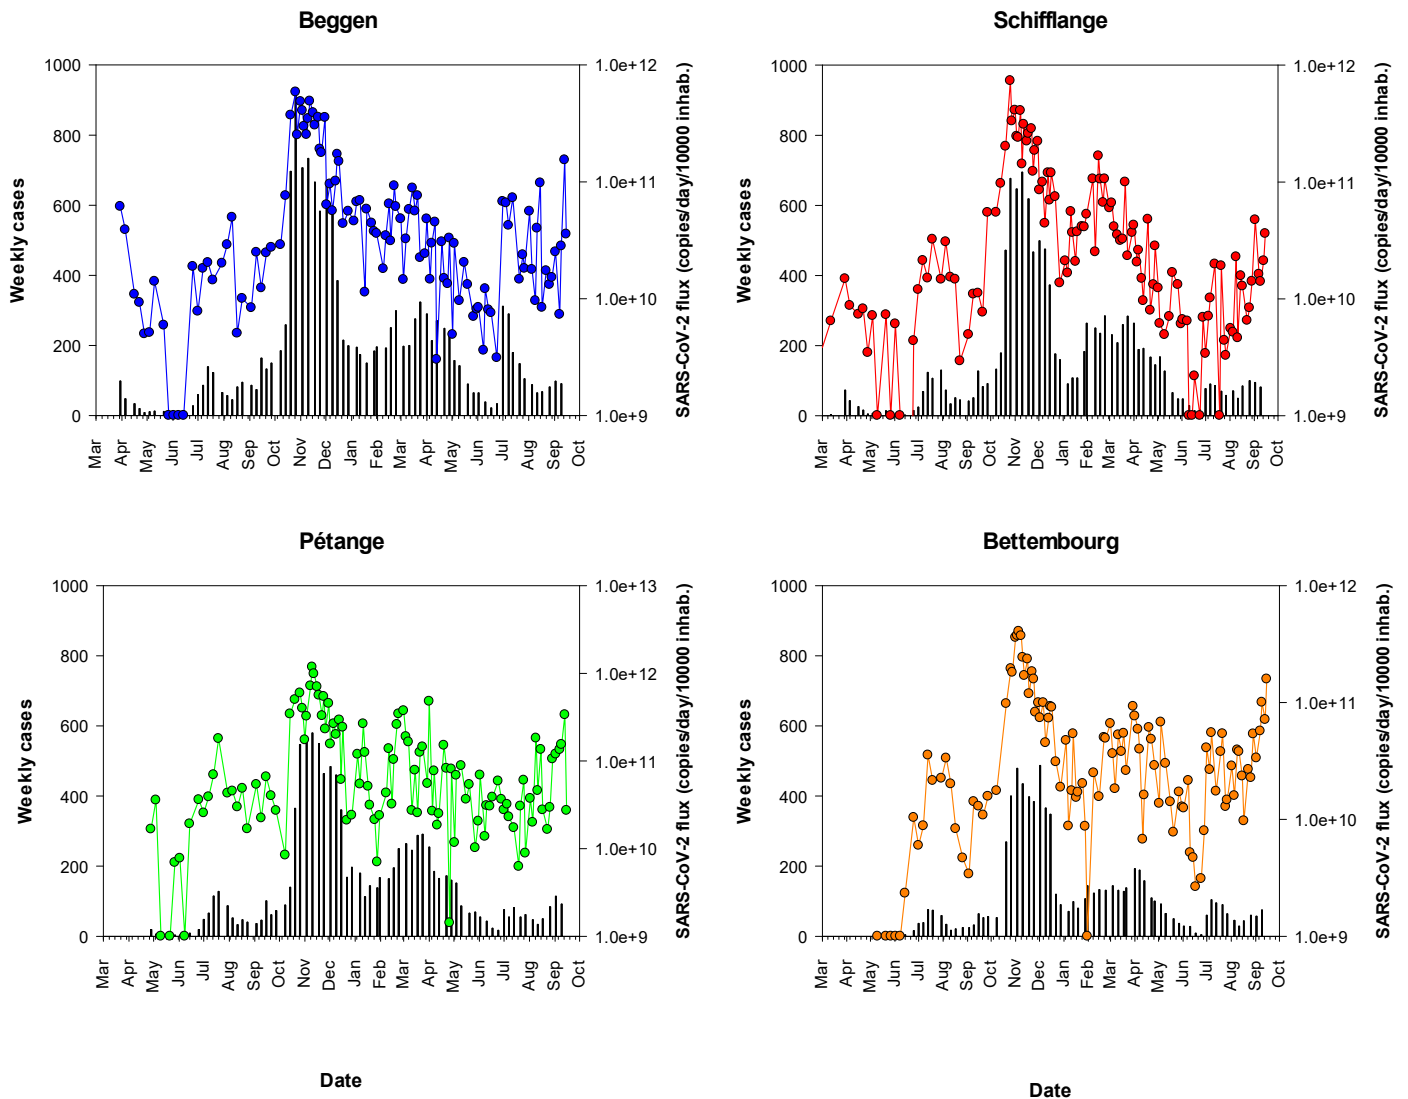 Beggen
Weekly cases
1000
800
600
400
200
0
1.0e+12
1.0e+11
1.0e+10
1.0e+9
SARS-CoV-2 flux (copies/day/10000 inhab.)
Mar Apr May Jun Jul Aug Sep Oct Nov Dec Jan Feb Mar Apr May Jun Jul Aug Sep Oct
Schifflange
Weekly cases
1000
800
600
400
200
0
1.0e+12
1.0e+11
1.0e+10
1.0e+9
SARS-CoV-2 flux (copies/day/10000 inhab.)
Mar Apr May Jun Jul Aug Sep Oct Nov Dec Jan Feb Mar Apr May Jun Jul Aug Sep Oct
Pétange
Weekly cases
1000
800
600
400
200
0
1.0e+13
1.0e+12
1.0e+11
1.0e+10
1.0e+9
SARS-CoV-2 flux (copies/day/10000 inhab.)
Mar Apr May Jun Jul Aug Sep Oct Nov Dec Jan Feb Mar Apr May Jun Jul Aug Sep Oct
Date
Bettembourg
Weekly cases
1000
800
600
400
200
0
1.0e+12
1.0e+11
1.0e+10
1.0e+9
SARS-CoV-2 flux (copies/day/10000 inhab.)
Mar Apr May Jun Jul Aug Sep Oct Nov Dec Jan Feb Mar Apr May Jun Jul Aug Sep Oct
Date